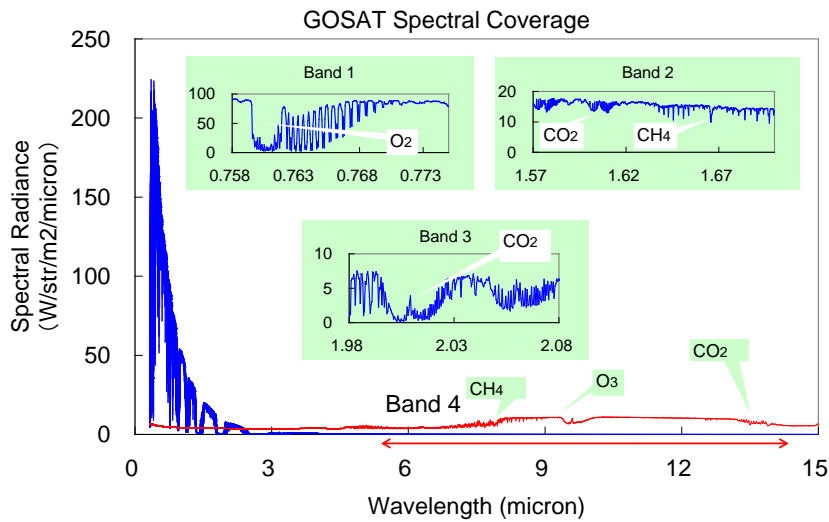 GOSAT Spectral Coverage
250
200
150
100
50
0
Spectral Radiance
(W/str/m2/micron)
Band 1
100
50
0
O2
0.758 0.763 0.768 0.773
Band 2
20
10
0
CO2
CH4
1.57 1.62 1.67
Band 3
10
5
0
CO2
1.98 2.03 2.08
Band 4
CH4
O3
CO2
0 3 6 9 12 15
Wavelength (micron)